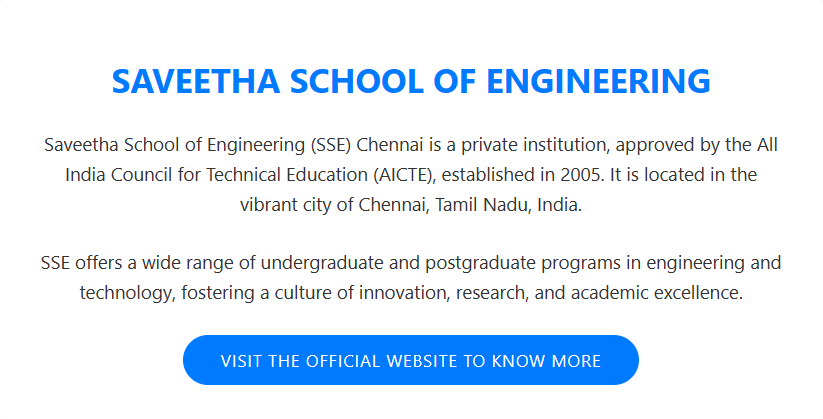 SAVEETHA SCHOOL OF ENGINEERING
Saveetha School of Engineering (SSE) Chennai is a private institution, approved by the All
India Council for Technical Education (AICTE), established in 2005. It is located in the
vibrant city of Chennai, Tamil Nadu, India.
SSE offers a wide range of undergraduate and postgraduate programs in engineering and
technology, fostering a culture of innovation, research, and academic excellence.
VISIT THE OFFICIAL WEBSITE TO KNOW MORE